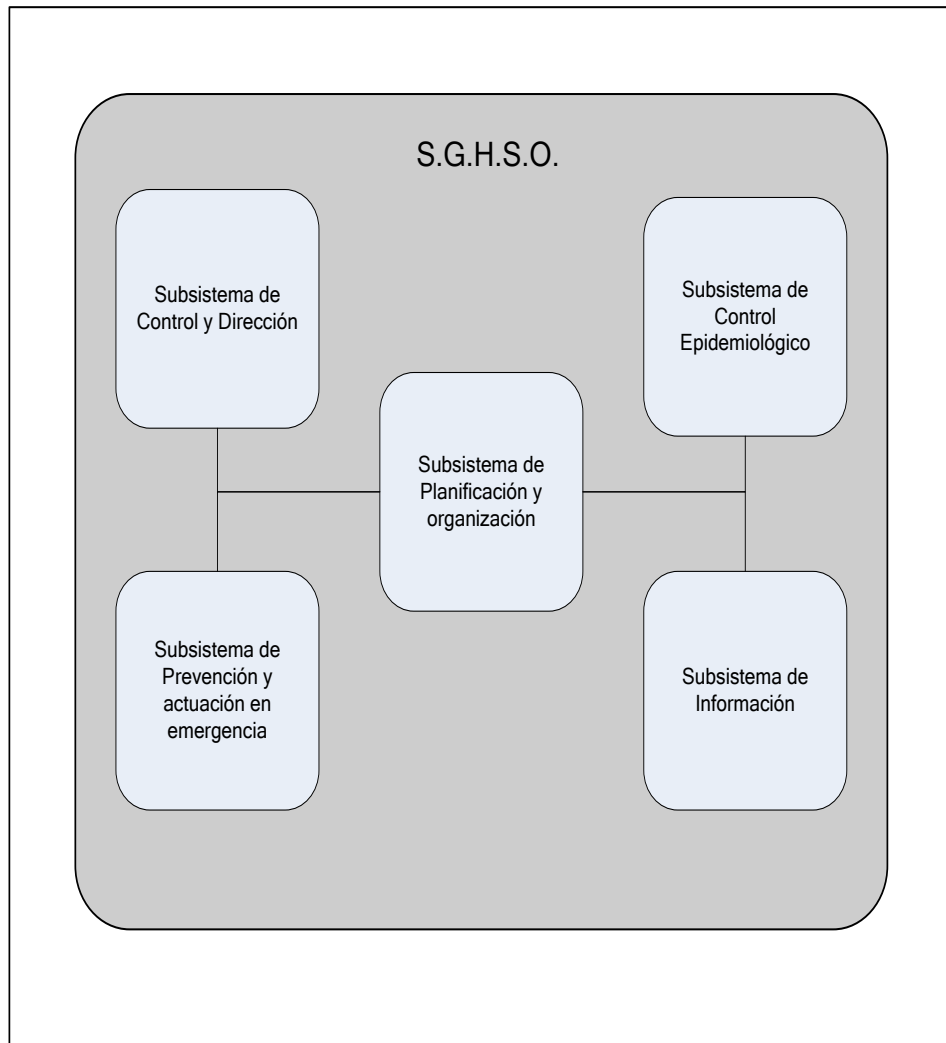 S.G.H.S.O.
Subsistema de
Control y Dirección
Subsistema de
Control
Epidemiológico
Subsistema de
Planificación y
organización
Subsistema de
Prevención y
actuación en
emergencia
Subsistema de
Información